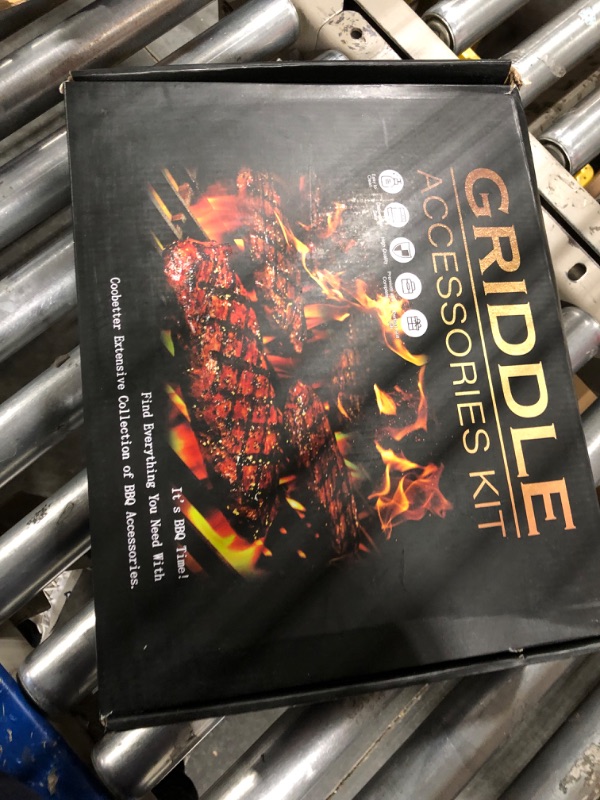 GRIDDLE
ACCESSORIES KIT
It's BBQ Time!
Find Everything You Need With
Coobetter Extensive Collection of BBQ Accessories.